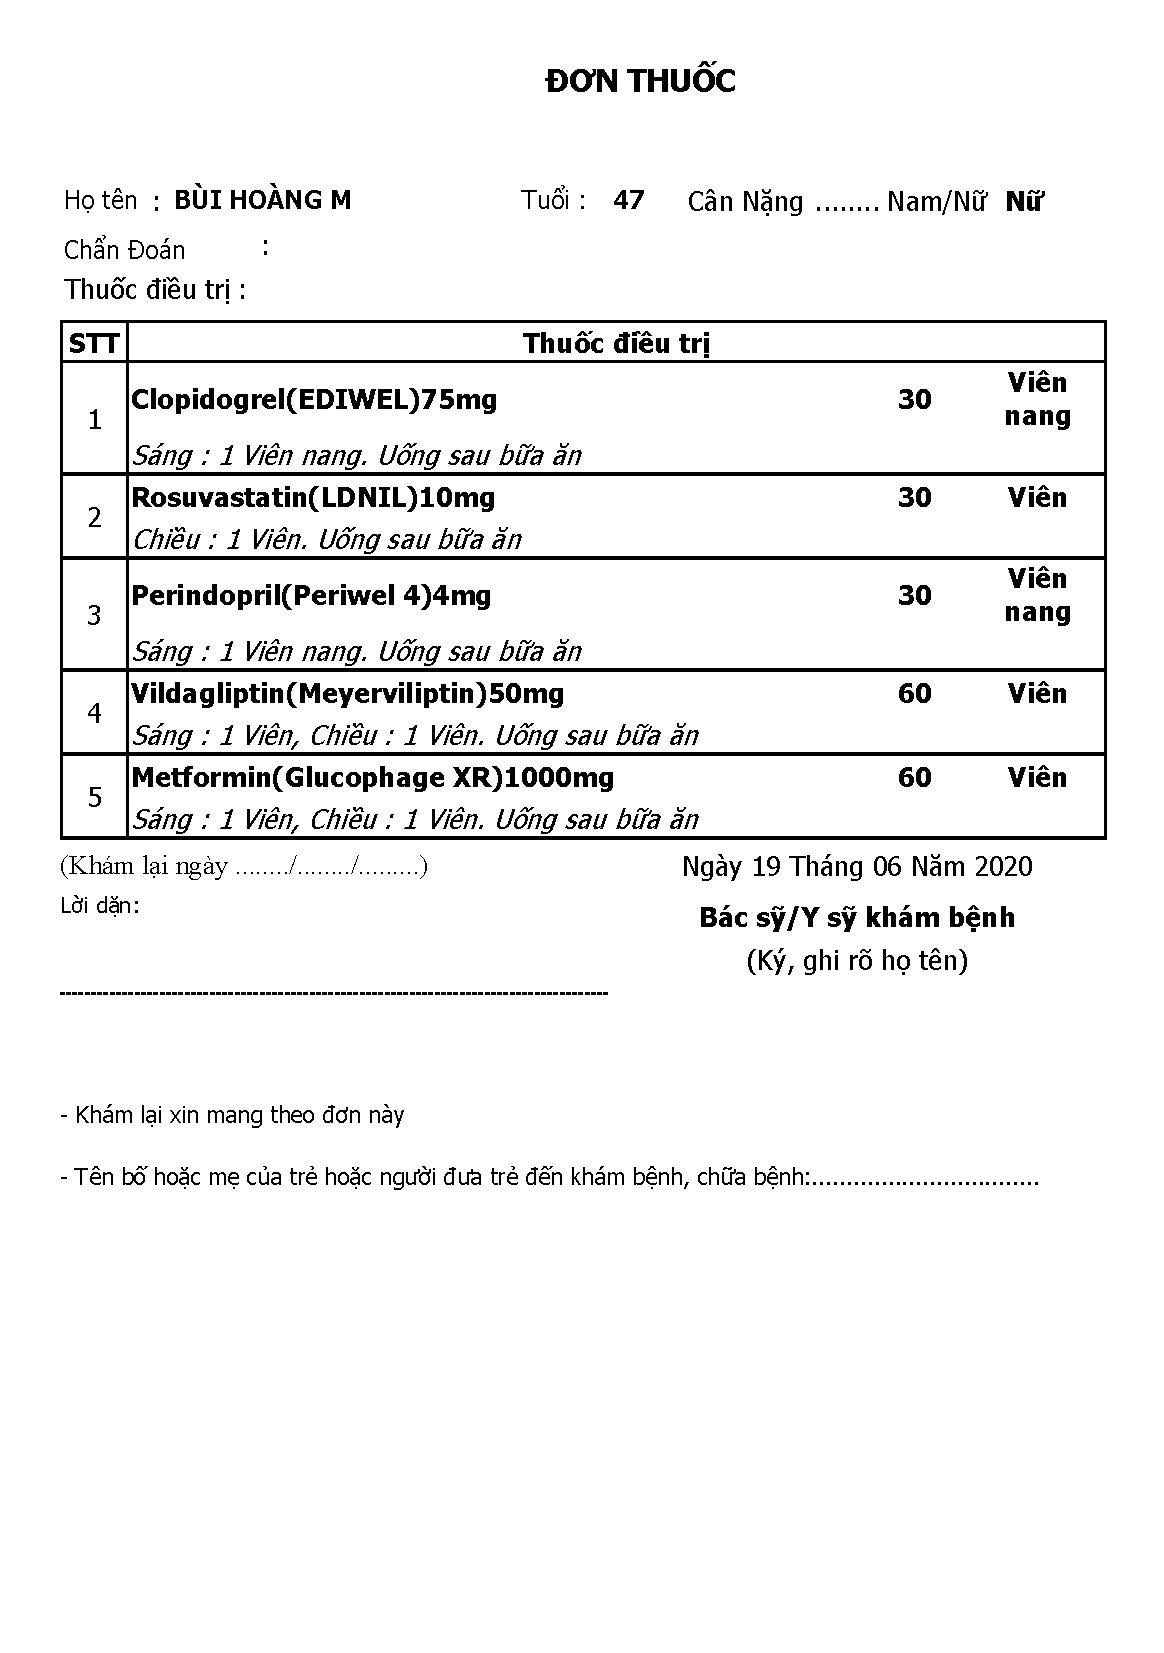 ĐƠN THUỐC
Họ tên : BÙI HOÀNG M Tuổi : 47 Cân Nặng ........ Nam/Nữ Nữ
Chẩn Đoán :
Thuốc điều trị :
STT Thuốc điều trị
1 Clopidogrel(EDIWEL)75mg 30 Viên nang
Sáng : 1 Viên nang. Uống sau bữa ăn
2 Rosuvastatin(LDNIL)10mg 30 Viên
Chiều : 1 Viên. Uống sau bữa ăn
3 Perindopril(Periwel 4)4mg 30 Viên nang
Sáng : 1 Viên nang. Uống sau bữa ăn
4 Vildagliptin(Meyerviliptin)50mg 60 Viên
Sáng : 1 Viên, Chiều : 1 Viên. Uống sau bữa ăn
5 Metformin(Glucophage XR)1000mg 60 Viên
Sáng : 1 Viên, Chiều : 1 Viên. Uống sau bữa ăn
(Khám lại ngày ......../......../.........) Ngày 19 Tháng 06 Năm 2020
Lời dặn:
Bác sỹ/Y sỹ khám bệnh
(Ký, ghi rõ họ tên)
- Khám lại xin mang theo đơn này
- Tên bố hoặc mẹ của trẻ hoặc người đưa trẻ đến khám bệnh, chữa bệnh:.................................